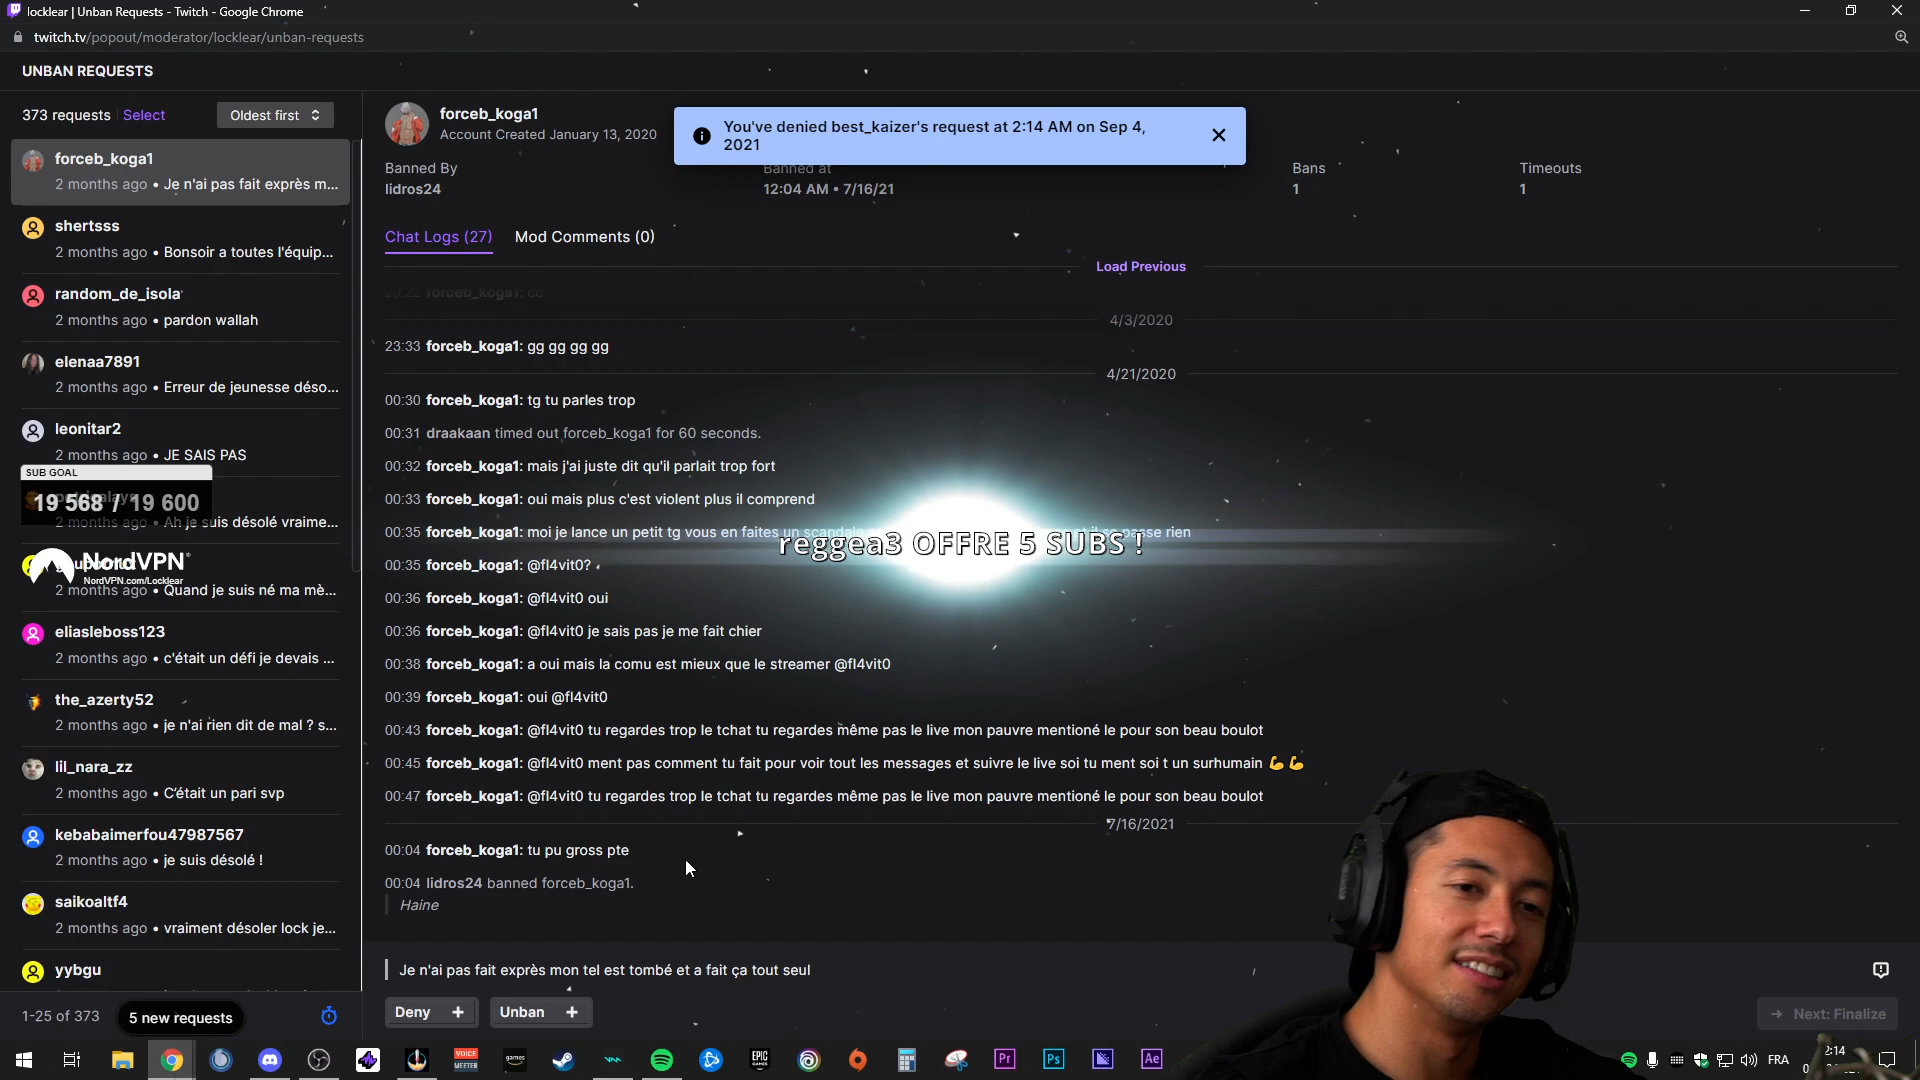 locklear | Unban Requests - Twitch - Google Chrome
twitch.tv/popout/moderator/locklear/unban-requests
UNBAN REQUESTS
373 requests Select Oldest first
forceb_koga1
2 months ago • Je n'ai pas fait exprès m...
shertsss
2 months ago • Bonsoir a toutes l'équip...
random_de_isola
2 months ago • pardon wallah
elenaa7891
2 months ago • Erreur de jeunesse déso...
leonitar2
2 months ago • JE SAIS PAS
SUB GOAL
19 568 / 19 600
2 months ago • Ah je suis désolé vraime...
NordVPN
NordVPN.com/Locklear
2 months ago • Quand je suis né ma mè...
eliasleboss123
2 months ago • c'était un défi je devais ...
the_azerty52
2 months ago • je n'ai rien dit de mal ? s...
lil_nara_zz
2 months ago • C'était un pari svp
kebabaimerfou47987567
2 months ago • je suis désolé !
saikoaltf4
2 months ago • vraiment désoler lock je...
yybgu
1-25 of 373
5 new requests
forceb_koga1
Account Created January 13, 2020
You've denied best_kaizer's request at 2:14 AM on Sep 4,
2021
Banned By
lidros24
Banned at
12:04 AM • 7/16/21
Bans
1
Timeouts
1
Chat Logs (27) Mod Comments (0)
Load Previous
20:22 forceb_koga1: cc
4/3/2020
23:33 forceb_koga1: gg gg gg gg
4/21/2020
00:30 forceb_koga1: tg tu parles trop
00:31 draakaan timed out forceb_koga1 for 60 seconds.
00:32 forceb_koga1: mais j'ai juste dit qu'il parlait trop fort
00:33 forceb_koga1: oui mais plus c'est violent plus il comprend
00:35 forceb_koga1: moi je lance un petit tg vous en faites un scandale il se passe rien
reggea3 OFFRE 5 SUBS !
00:35 forceb_koga1: @fl4vit0?
00:36 forceb_koga1: @fl4vit0 oui
00:36 forceb_koga1: @fl4vit0 je sais pas je me fait chier
00:38 forceb_koga1: a oui mais la comu est mieux que le streamer @fl4vit0
00:39 forceb_koga1: oui @fl4vit0
00:43 forceb_koga1: @fl4vit0 tu regardes trop le tchat tu regardes même pas le live mon pauvre mentioné le pour son beau boulot
00:45 forceb_koga1: @fl4vit0 ment pas comment tu fait pour voir tout les messages et suivre le live soi tu ment soi t un surhumain 💪💪
00:47 forceb_koga1: @fl4vit0 tu regardes trop le tchat tu regardes même pas le live mon pauvre mentioné le pour son beau boulot
7/16/2021
00:04 forceb_koga1: tu pu gross pte
00:04 lidros24 banned forceb_koga1.
Haine
Je n'ai pas fait exprès mon tel est tombé et a fait ça tout seul
Deny + Unban +
Next: Finalize
VOICE
MEETER
games
EPIC
GAMES
Pr
Ps
Ae
FRA
2:14